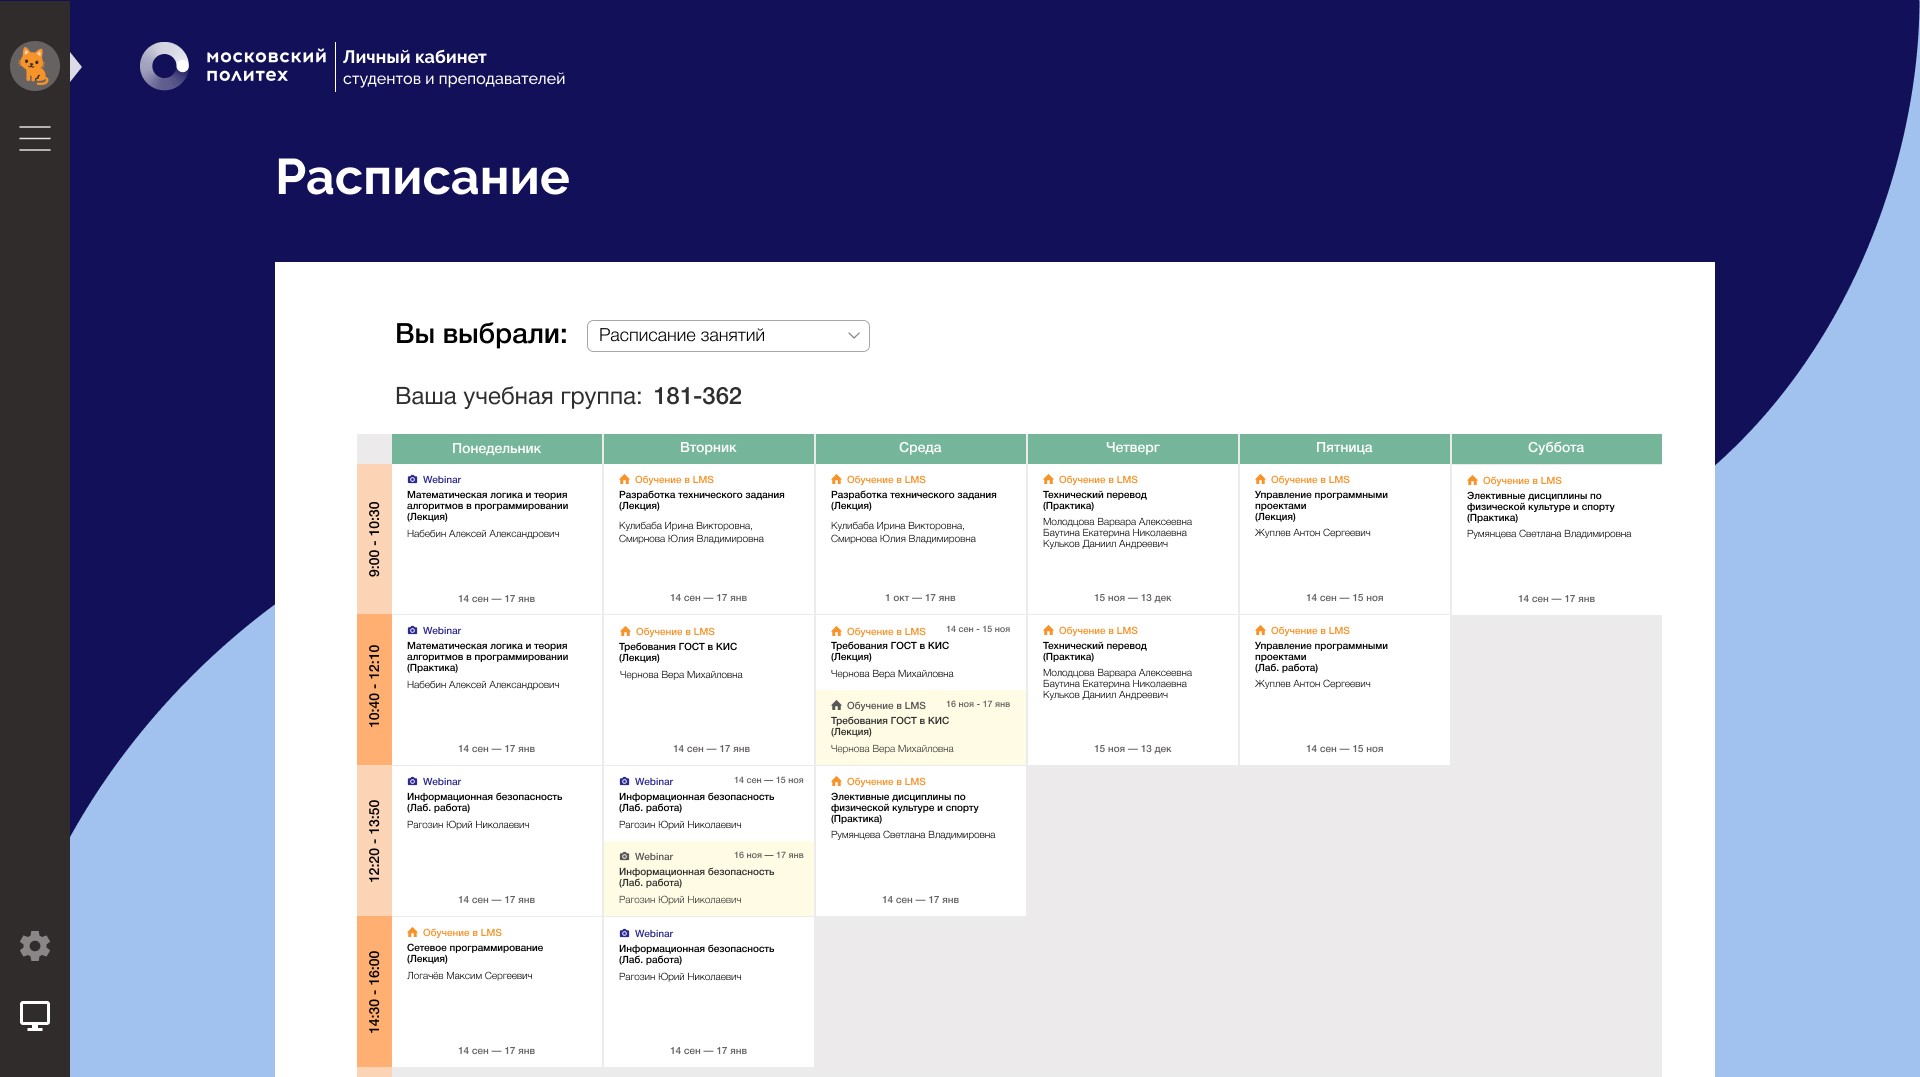 московский
политех
Личный кабинет
студентов и преподавателей
Расписание
Вы выбрали:
Расписание занятий
Ваша учебная группа: 181-362
Понедельник
Вторник
Среда
Четверг
Пятница
Суббота
9:00 - 10:30
Webinar
Математическая логика и теория
алгоритмов в программировании
(Лекция)
Набебин Алексей Александрович
14 сен — 17 янв
Обучение в LMS
Разработка технического задания
(Лекция)
Кулибаба Ирина Викторовна,
Смирнова Юлия Владимировна
14 сен — 17 янв
Обучение в LMS
Разработка технического задания
(Лекция)
Кулибаба Ирина Викторовна,
Смирнова Юлия Владимировна
1 окт — 17 янв
Обучение в LMS
Технический перевод
(Практика)
Молодцова Варвара Алексеевна
Баутина Екатерина Николаевна
Кульков Даниил Андреевич
15 ноя — 13 дек
Обучение в LMS
Управление программными
проектами
(Лекция)
Жуплев Антон Сергеевич
14 сен — 15 ноя
Обучение в LMS
Элективные дисциплины по
физической культуре и спорту
(Практика)
Румянцева Светлана Владимировна
14 сен — 17 янв
10:40 - 12:10
Webinar
Математическая логика и теория
алгоритмов в программировании
(Практика)
Набебин Алексей Александрович
14 сен — 17 янв
Обучение в LMS
Требования ГОСТ в КИС
(Лекция)
Чернова Вера Михайловна
14 сен — 17 янв
Обучение в LMS 14 сен - 15 ноя
Требования ГОСТ в КИС
(Лекция)
Чернова Вера Михайловна
Обучение в LMS 16 ноя - 17 янв
Требования ГОСТ в КИС
(Лекция)
Чернова Вера Михайловна
Обучение в LMS
Технический перевод
(Практика)
Молодцова Варвара Алексеевна
Баутина Екатерина Николаевна
Кульков Даниил Андреевич
15 ноя — 13 дек
Обучение в LMS
Управление программными
проектами
(Лаб. работа)
Жуплев Антон Сергеевич
14 сен — 15 ноя
12:20 - 13:50
Webinar
Информационная безопасность
(Лаб. работа)
Рагозин Юрий Николаевич
14 сен — 17 янв
Webinar 14 сен — 15 ноя
Информационная безопасность
(Лаб. работа)
Рагозин Юрий Николаевич
Webinar 16 ноя — 17 янв
Информационная безопасность
(Лаб. работа)
Рагозин Юрий Николаевич
Обучение в LMS
Элективные дисциплины по
физической культуре и спорту
(Практика)
Румянцева Светлана Владимировна
14 сен — 17 янв
14:30 - 16:00
Обучение в LMS
Сетевое программирование
(Лекция)
Логачёв Максим Сергеевич
14 сен — 17 янв
Webinar
Информационная безопасность
(Лаб. работа)
Рагозин Юрий Николаевич
14 сен — 17 янв